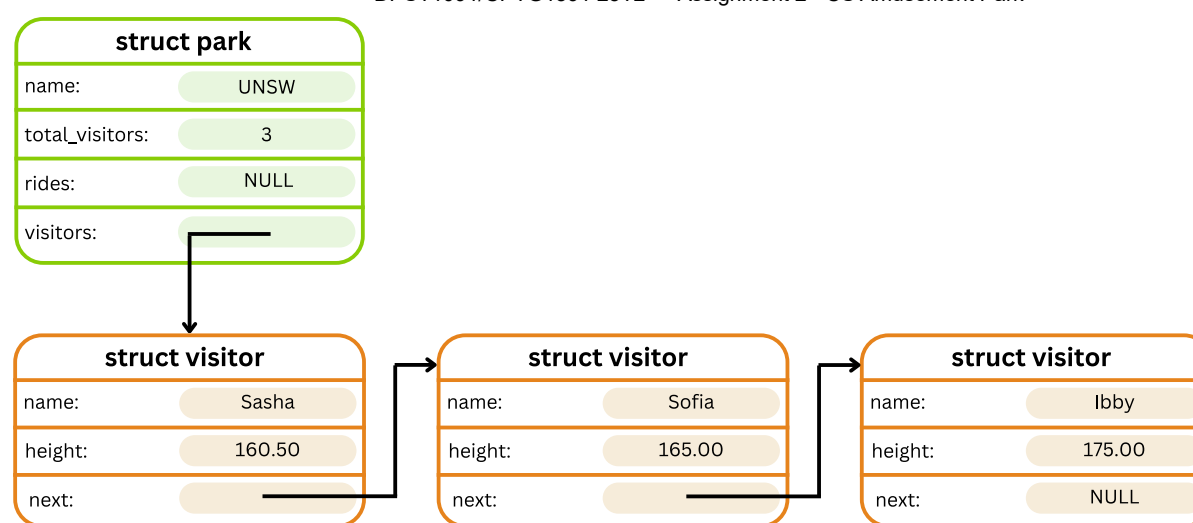 struct park
name: UNSW
total_visitors: 3
rides: NULL
visitors:
struct visitor struct visitor struct visitor
name: Sasha name: Sofia name: Ibby
height: 160.50 height: 165.00 height: 175.00
next: next: next: NULL